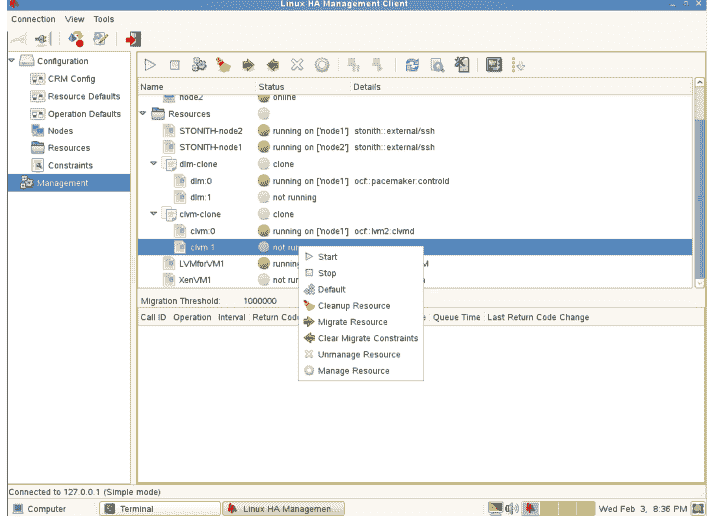 Linux HA Management Client
Connection View Tools
Configuration
CRM Config
Resource Defaults
Operation Defaults
Nodes
Resources
Constraints
Management
Name Status Details
node2 online
Resources
STONITH-node2 running on ['node1'] stonith::external/ssh
STONITH-node1 running on ['node2'] stonith::external/ssh
dlm-clone clone
dlm:0 running on ['node1'] ocf::pacemaker:controld
dlm:1 not running
clvm-clone clone
clvm:0 running on ['node1'] ocf::lvm2:clvmd
clvm:1 not run
LVMforVM1 running
XenVM1 not run
Start
Stop
Default
Cleanup Resource
Migrate Resource
Clear Migrate Constraints
Unmanage Resource
Manage Resource
Migration Threshold: 1000000
Call ID Operation Interval Return Code Queue Time Last Return Code Change
Connected to 127.0.0.1 (Simple mode)
Computer Terminal Linux HA Managemen Wed Feb 3, 8:36 PM